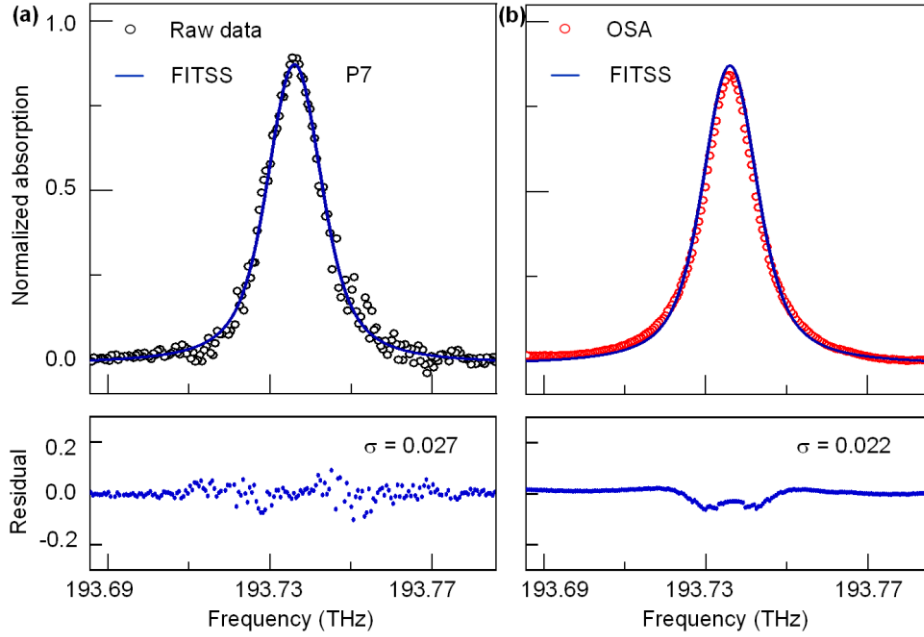 (a)
Raw data
FITSS
P7
1.0
0.5
0.0
Normalized absorption
(b)
OSA
FITSS
σ = 0.027
0.2
0.0
-0.2
Residual
193.69
193.73
193.77
Frequency (THz)
σ = 0.022
193.69
193.73
193.77
Frequency (THz)